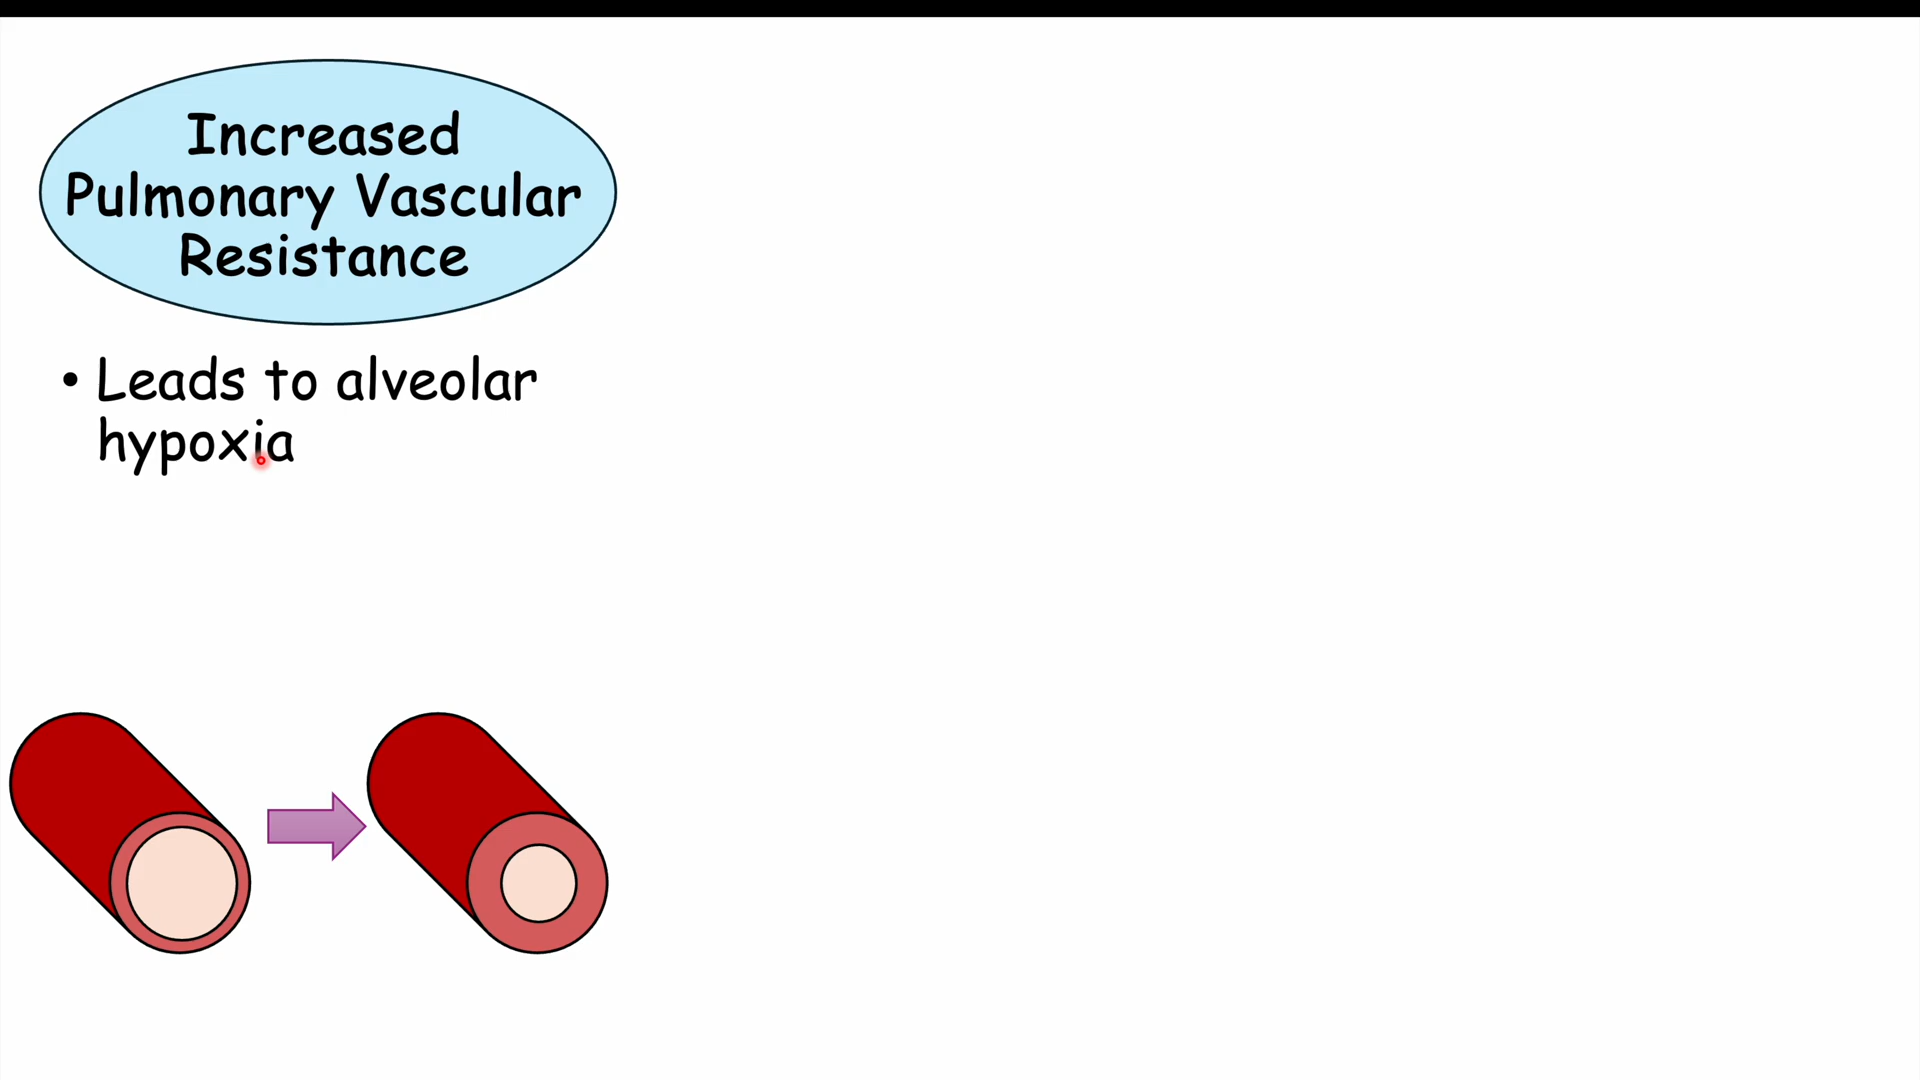 Increased
Pulmonary Vascular
Resistance
• Leads to alveolar
hypoxia